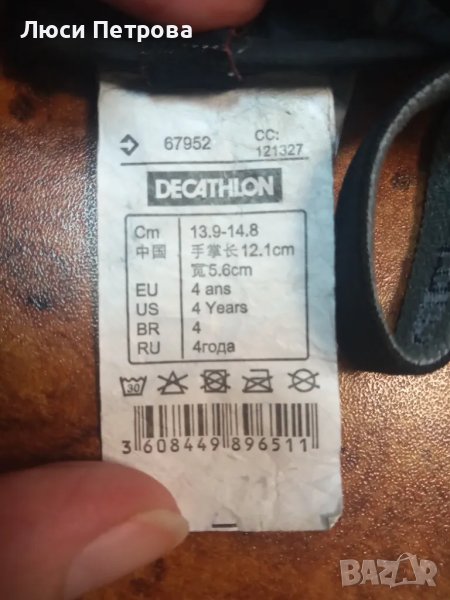 Люси Петрова
67952
CC:
121327
DECATHLON
Cm 13.9-14.8
中国 手掌长12.1cm
宽5.6cm
EU 4 ans
US 4 Years
BR 4
RU 4года
30
3 608449 896511
BAZAR